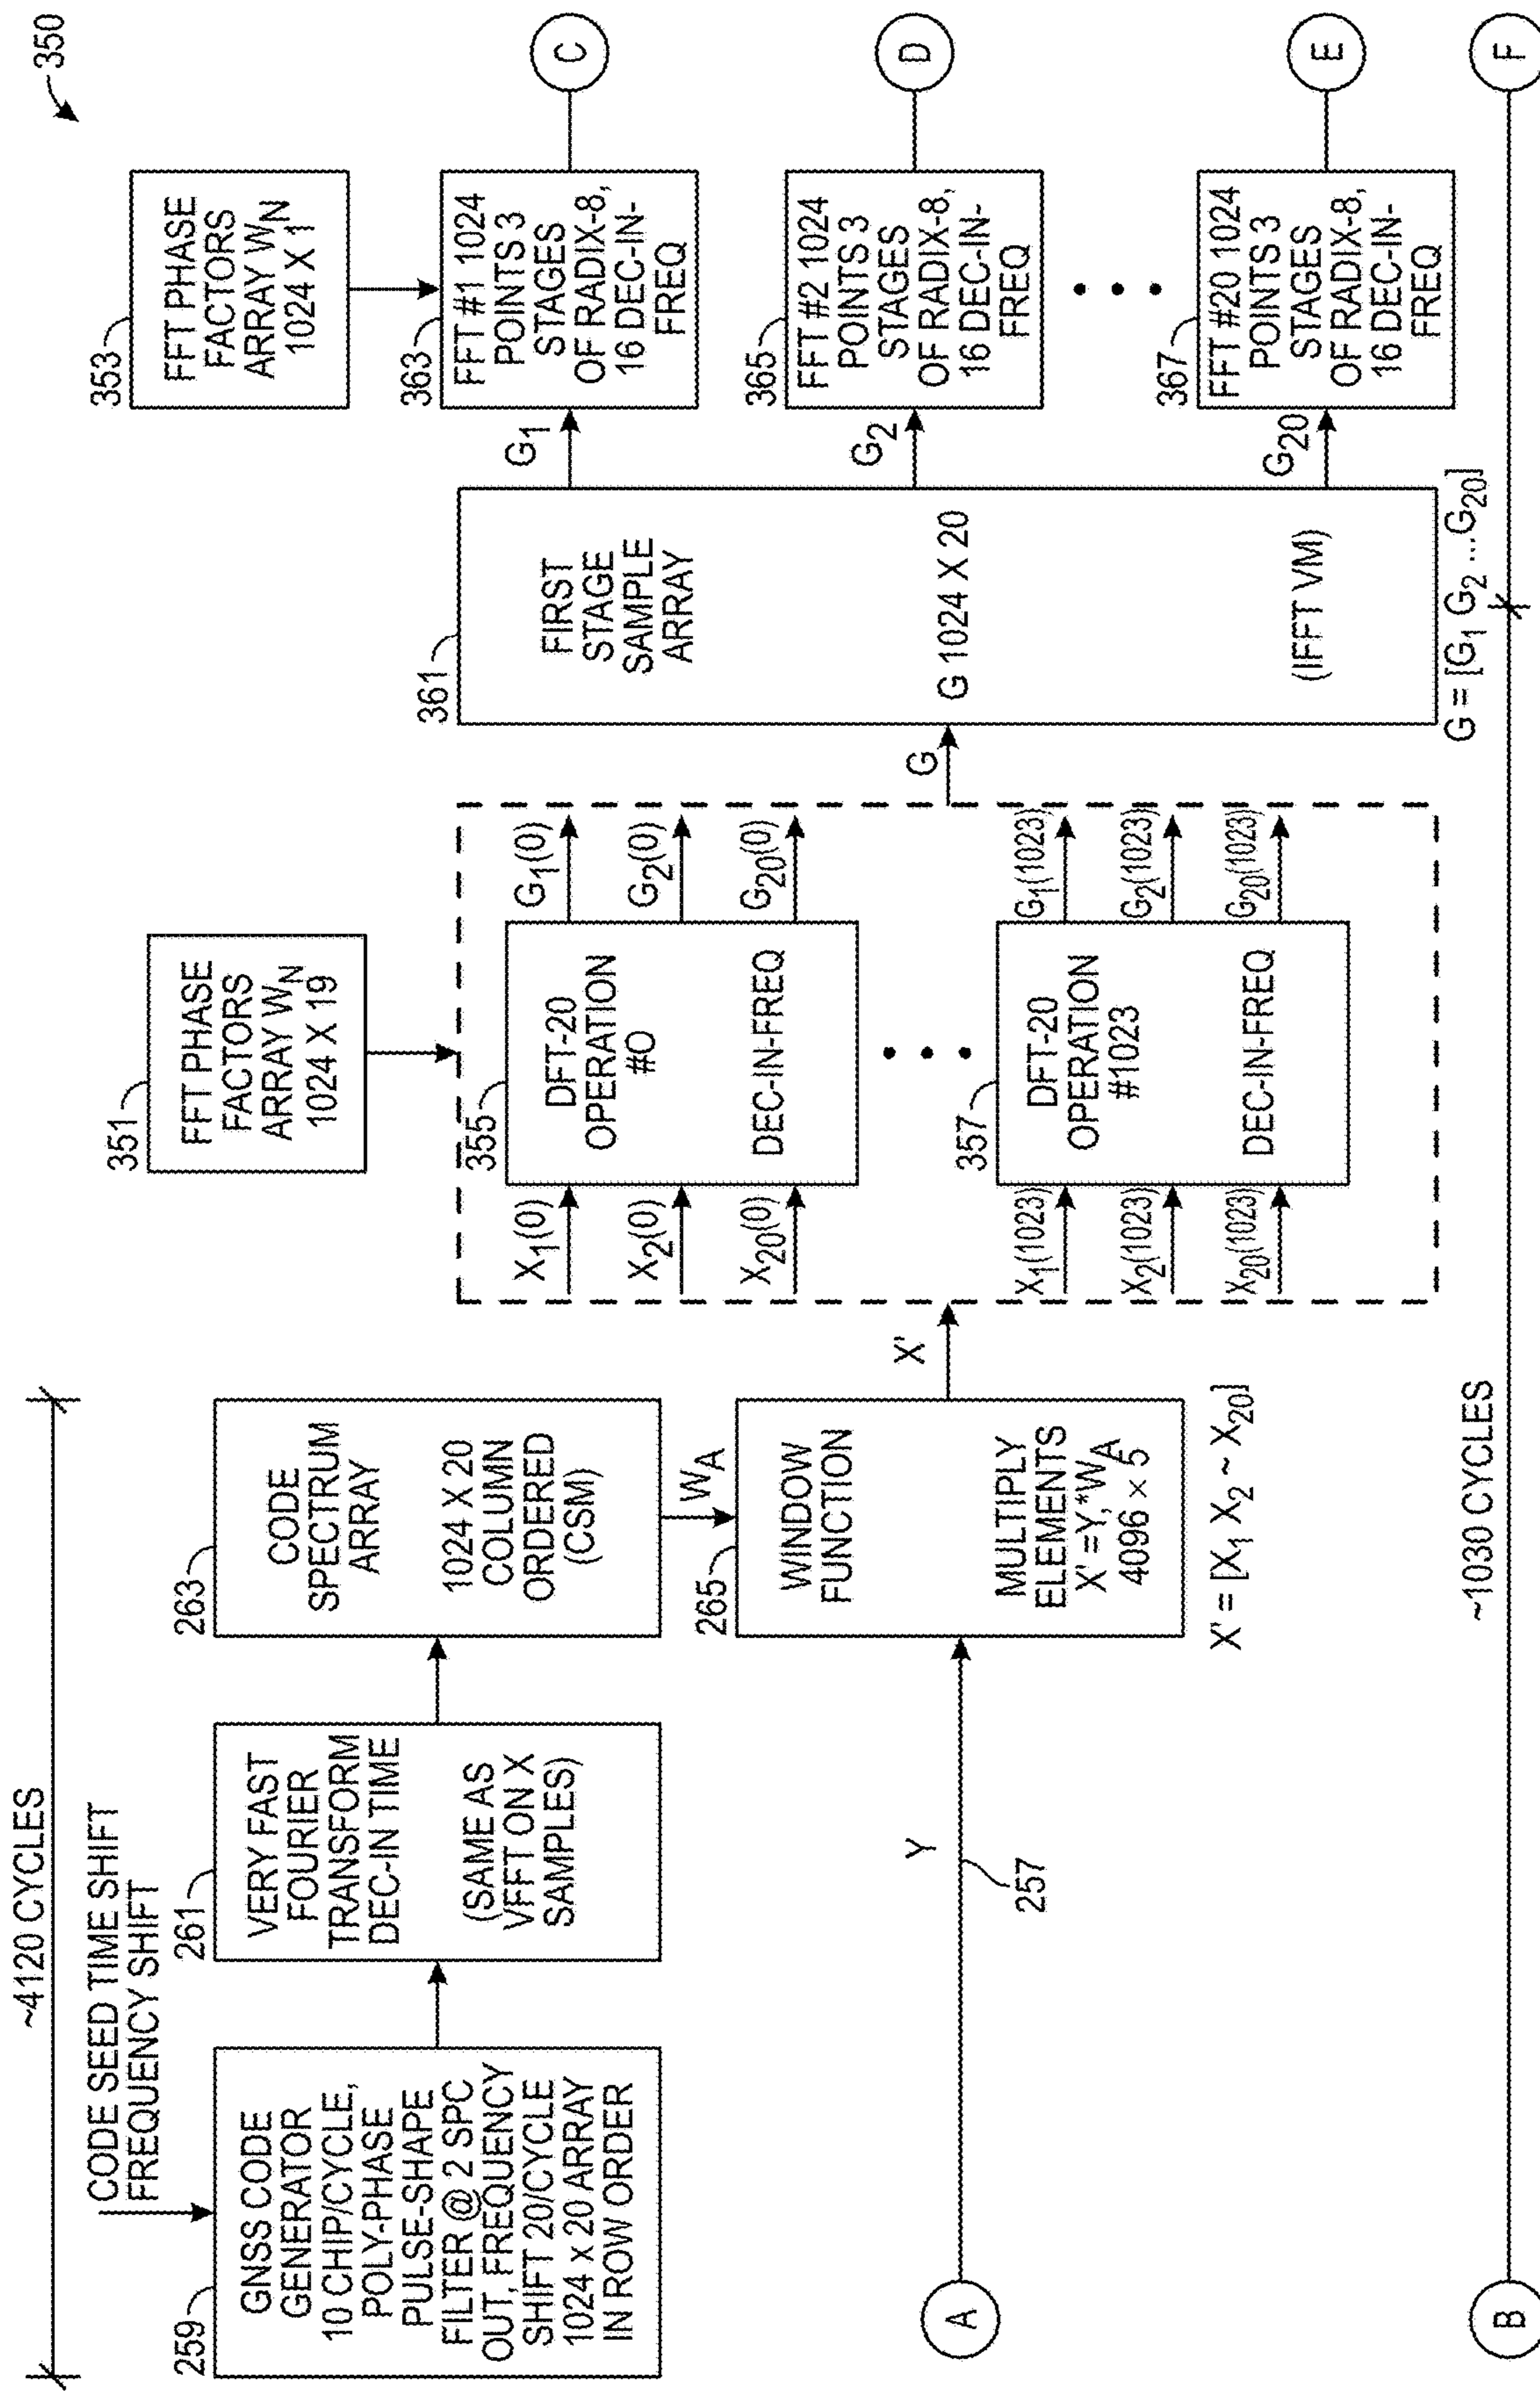 350
~4120 CYCLES
CODE SEED TIME SHIFT
FREQUENCY SHIFT
259
GNSS CODE
GENERATOR
10 CHIP/CYCLE,
POLY-PHASE
PULSE-SHAPE
FILTER @ 2 SPC
OUT, FREQUENCY
SHIFT 20/CYCLE
1024 x 20 ARRAY
IN ROW ORDER
261
VERY FAST
FOURIER
TRANSFORM
DEC-IN TIME
(SAME AS
VFFT ON X
SAMPLES)
263
CODE
SPECTRUM
ARRAY
1024 X 20
COLUMN
ORDERED
(CSM)
WA
265
WINDOW
FUNCTION
MULTIPLY
ELEMENTS
X' =Y,*WA
4096 × 5
X' = [X1 X2 ~ X20]
A
Y
257
X'
351
FFT PHASE
FACTORS
ARRAY WN
1024 X 19
X1(0)
X2(0)
X20(0)
355
DFT-20
OPERATION
#O
DEC-IN-FREQ
G1(0)
G2(0)
G20(0)
X1(1023)
X2(1023)
X20(1023)
357
DFT-20
OPERATION
#1023
DEC-IN-FREQ
G1(1023)
G2(1023)
G20(1023)
G
361
FIRST
STAGE
SAMPLE
ARRAY
G 1024 X 20
(IFFT VM)
G = [G1 G2 ...G20]
353
FFT PHASE
FACTORS
ARRAY WN
1024 X 1
G1
363
FFT #1 1024
POINTS 3
STAGES
OF RADIX-8,
16 DEC-IN-
FREQ
C
G2
365
FFT #2 1024
POINTS 3
STAGES
OF RADIX-8,
16 DEC-IN-
FREQ
D
G20
367
FFT #20 1024
POINTS 3
STAGES
OF RADIX-8,
16 DEC-IN-
FREQ
E
B
~1030 CYCLES
F